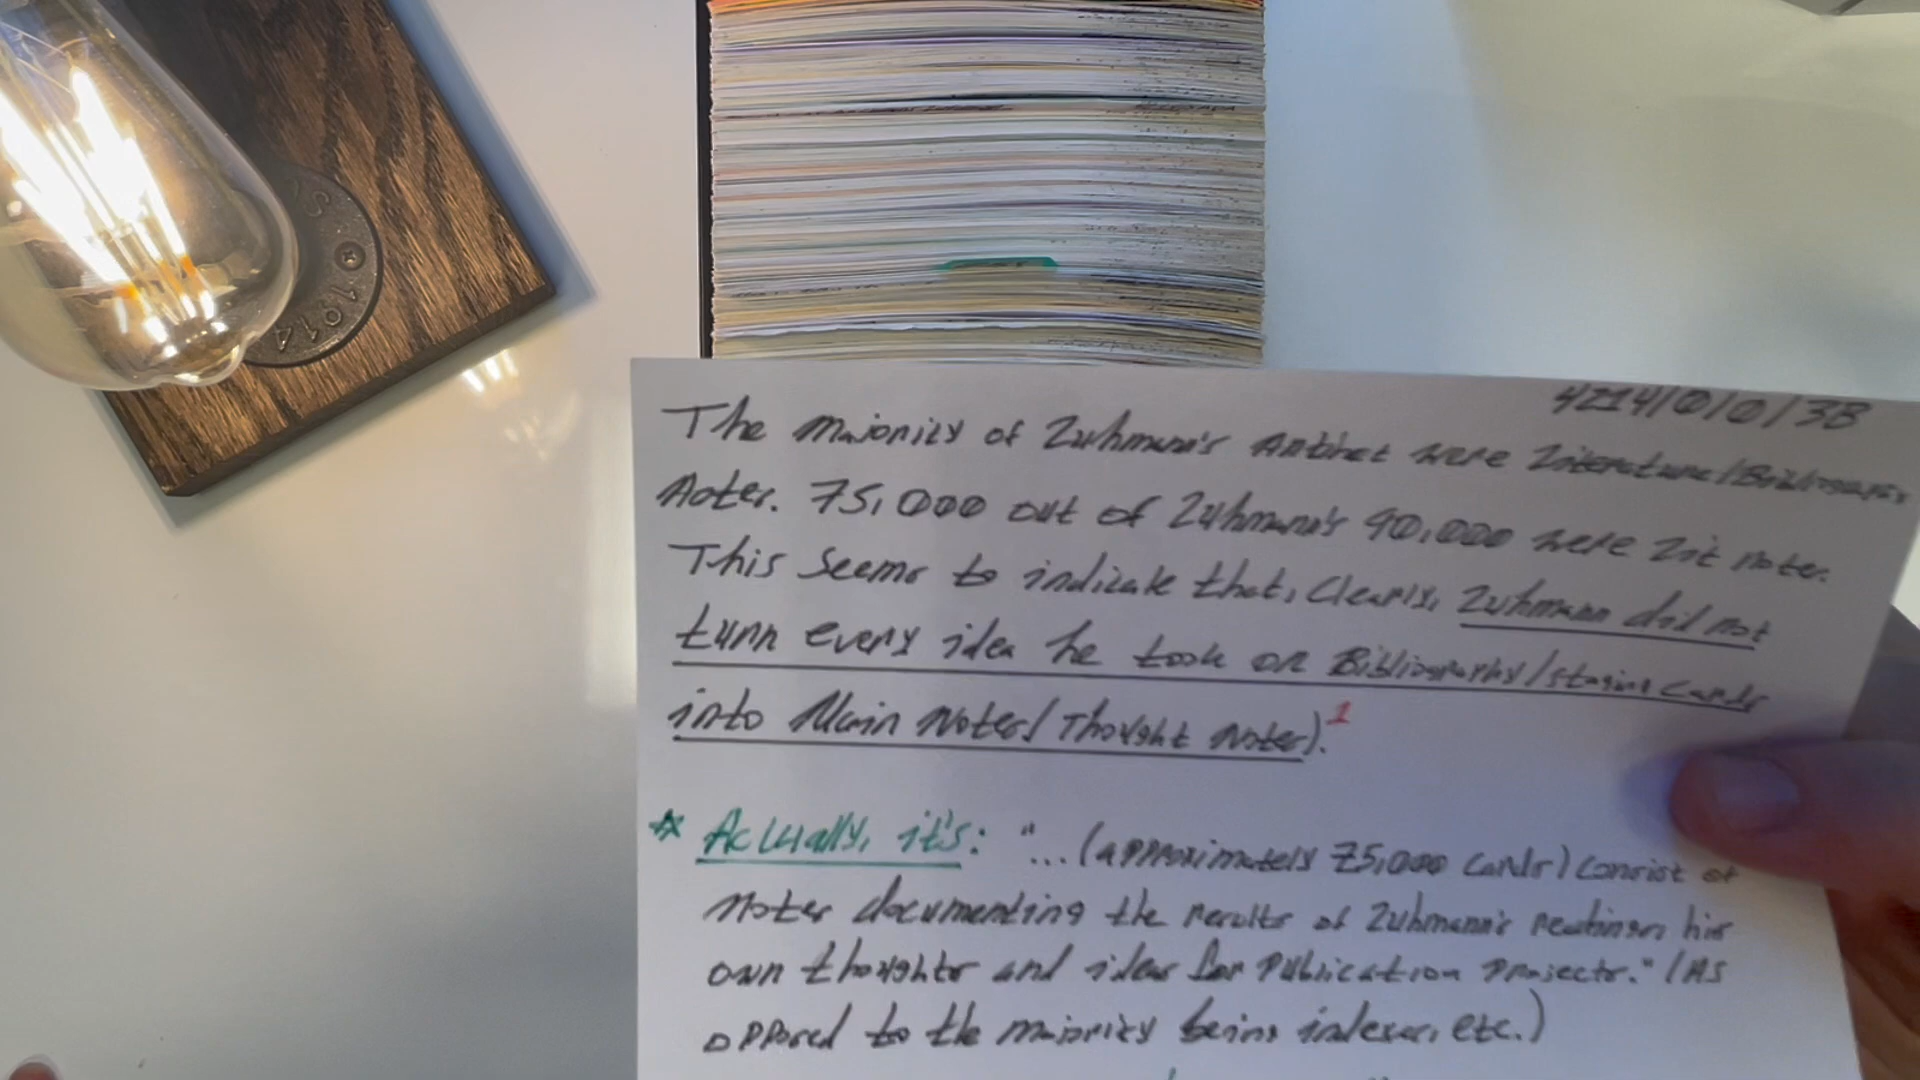 4214/0/0/3B
The Majority of Luhmann's Antinet were Literature/Bibliography
Notes. 75,000 out of Luhmann's 90,000 were Lit notes.
This seems to indicate that, clearly, Luhmann did not
turn every idea he took on Bibliography/staging cards
into Main Notes/Thought Notes).1
* Actually, it's: "...(approximately 75,000 cards) consist of
notes documenting the results of Luhmann's readings, his
own thoughts and ideas for publication projects." (As
opposed to the majority being indexes, etc.)
1914